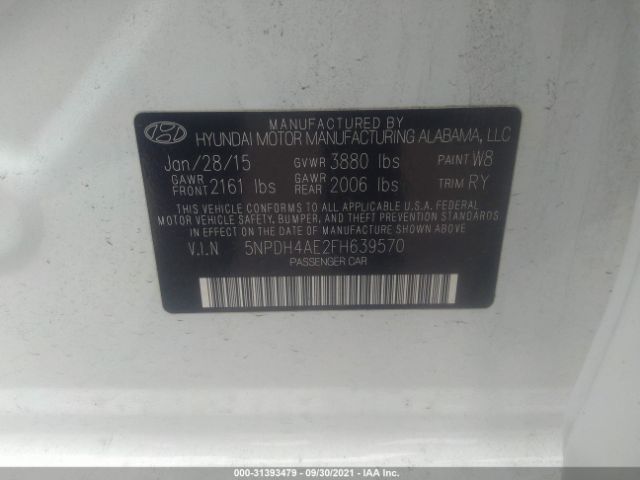 MANUFACTURED BY
HYUNDAI MOTOR MANUFACTURING ALABAMA, LLC
Jan/28/15 GVWR 3880 lbs PAINT W8
GAWR FRONT 2161 lbs GAWR REAR 2006 lbs TRIM RY
THIS VEHICLE CONFORMS TO ALL APPLICABLE U.S.A. FEDERAL
MOTOR VEHICLE SAFETY, BUMPER, AND THEFT PREVENTION STANDARDS
IN EFFECT ON THE DATE OF MANUFACTURE SHOWN ABOVE.
V.I.N 5NPDH4AE2FH639570
PASSENGER CAR
000-31393479 - 09/30/2021 - IAA Inc.